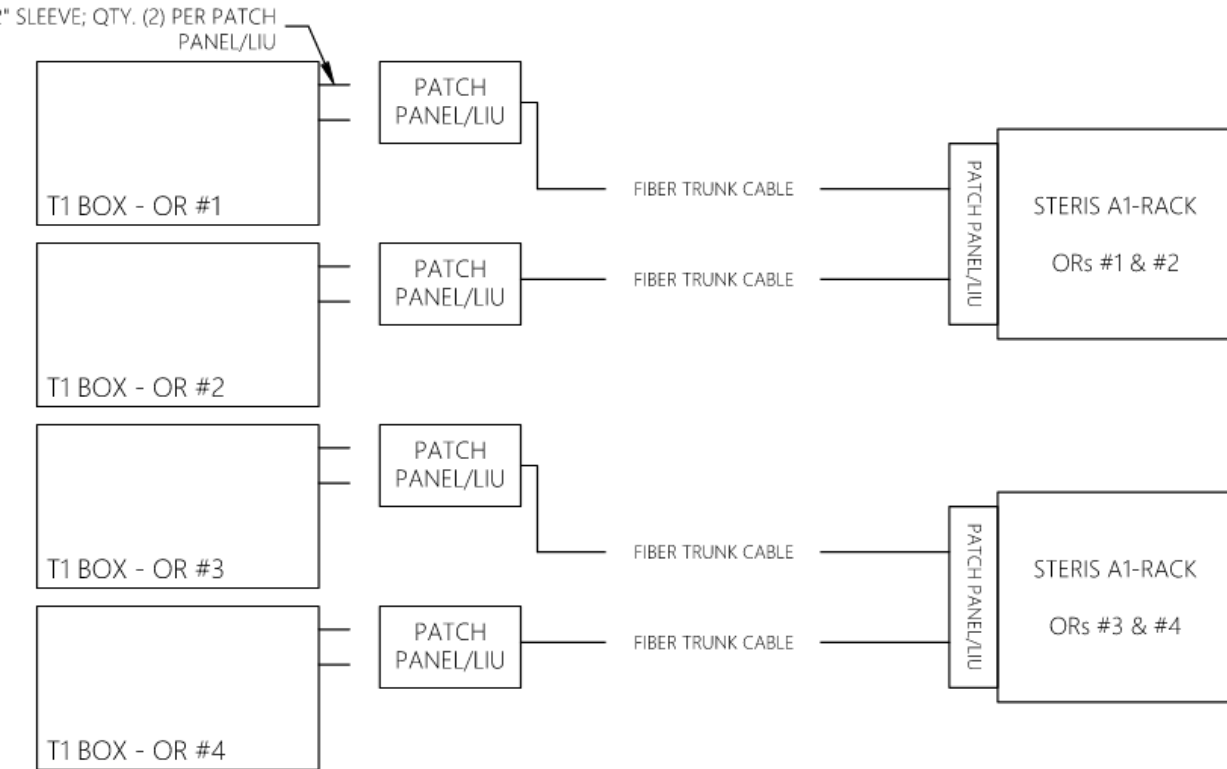 2" SLEEVE; QTY. (2) PER PATCH
PANEL/LIU
PATCH
PANEL/LIU
T1 BOX - OR #1
FIBER TRUNK CABLE
PATCH PANEL/LIU
STERIS A1-RACK
ORs #1 & #2
PATCH
PANEL/LIU
FIBER TRUNK CABLE
T1 BOX - OR #2
PATCH
PANEL/LIU
T1 BOX - OR #3
FIBER TRUNK CABLE
PATCH PANEL/LIU
STERIS A1-RACK
ORs #3 & #4
PATCH
PANEL/LIU
FIBER TRUNK CABLE
T1 BOX - OR #4